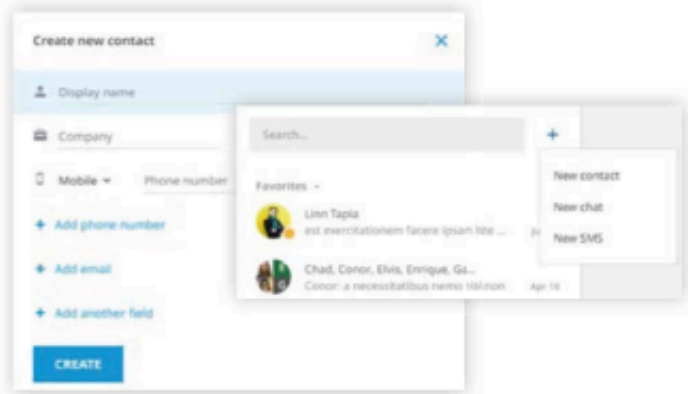 Create new contact
Display name
Company
Mobile
Phone number
+ Add phone number
+ Add email
+ Add another field
CREATE
Search...
Favorites
Linn Tapia
est exercitationem facere ipsam iste ...
Chad, Conor, Elvis, Enrique, Ga...
Conor: a necessitatibus nemo nisi non
Apr 16
New contact
New chat
New SMS